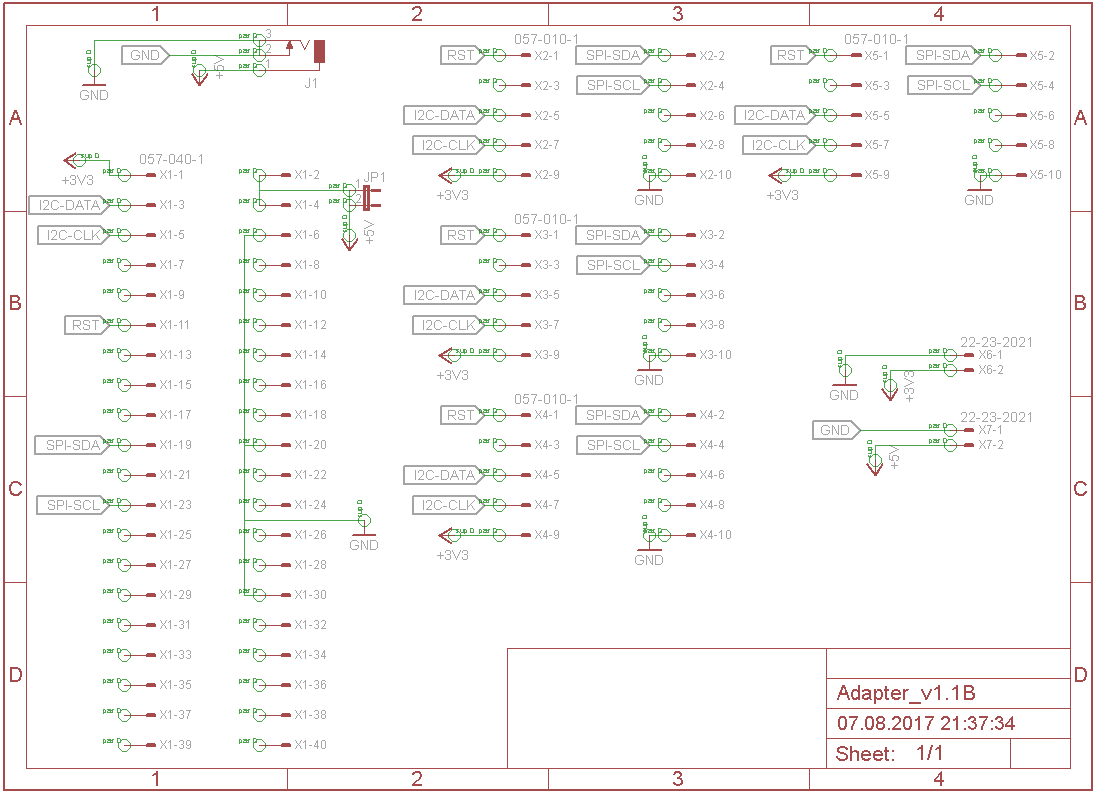 1 2 3 4
A
GND
GND
+5V
3
2
1
J1
057-040-1
+3V3
X1-1
I2C-DATA X1-3
I2C-CLK X1-5
X1-7
X1-9
RST X1-11
X1-13
X1-15
X1-17
SPI-SDA X1-19
X1-21
SPI-SCL X1-23
X1-25
X1-27
X1-29
X1-31
X1-33
X1-35
X1-37
X1-39
X1-2
X1-4
X1-6
X1-8
X1-10
X1-12
X1-14
X1-16
X1-18
X1-20
X1-22
X1-24
X1-26
X1-28
X1-30
X1-32
X1-34
X1-36
X1-38
X1-40
JP1
1
2
+5V
GND
057-010-1
RST X2-1 SPI-SDA X2-2
X2-3 SPI-SCL X2-4
I2C-DATA X2-5 X2-6
I2C-CLK X2-7 X2-8
X2-9 X2-10
+3V3 GND
057-010-1
RST X3-1 SPI-SDA X3-2
X3-3 SPI-SCL X3-4
I2C-DATA X3-5 X3-6
I2C-CLK X3-7 X3-8
X3-9 X3-10
+3V3 GND
057-010-1
RST X4-1 SPI-SDA X4-2
X4-3 SPI-SCL X4-4
I2C-DATA X4-5 X4-6
I2C-CLK X4-7 X4-8
X4-9 X4-10
+3V3 GND
057-010-1
RST X5-1 SPI-SDA X5-2
X5-3 SPI-SCL X5-4
I2C-DATA X5-5 X5-6
I2C-CLK X5-7 X5-8
X5-9 X5-10
+3V3 GND
22-23-2021
X6-1
X6-2
GND +3V3
22-23-2021
GND X7-1
X7-2
+5V
A
B
B
C
C
D
D
Adapter_v1.1B
07.08.2017 21:37:34
Sheet: 1/1
1 2 3 4